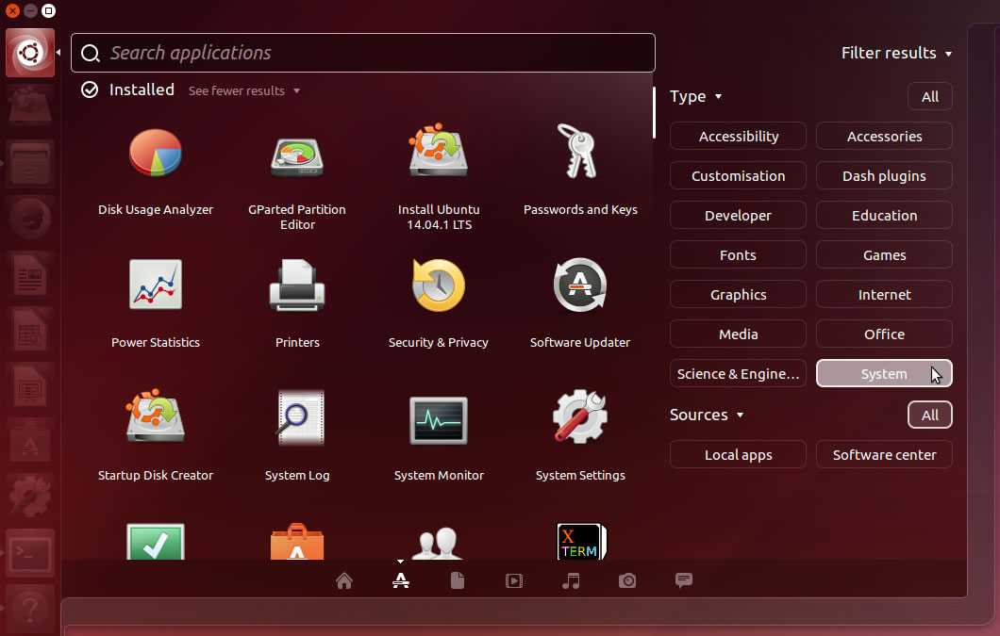 Search applications
Filter results
Installed See fewer results
Type All
Accessibility Accessories
Customisation Dash plugins
Developer Education
Fonts Games
Graphics Internet
Media Office
Science & Engine... System
Sources All
Local apps Software center
Disk Usage Analyzer
GParted Partition
Editor
Install Ubuntu
14.04.1 LTS
Passwords and Keys
Power Statistics
Printers
Security & Privacy
Software Updater
Startup Disk Creator
System Log
System Monitor
System Settings
X
TERM